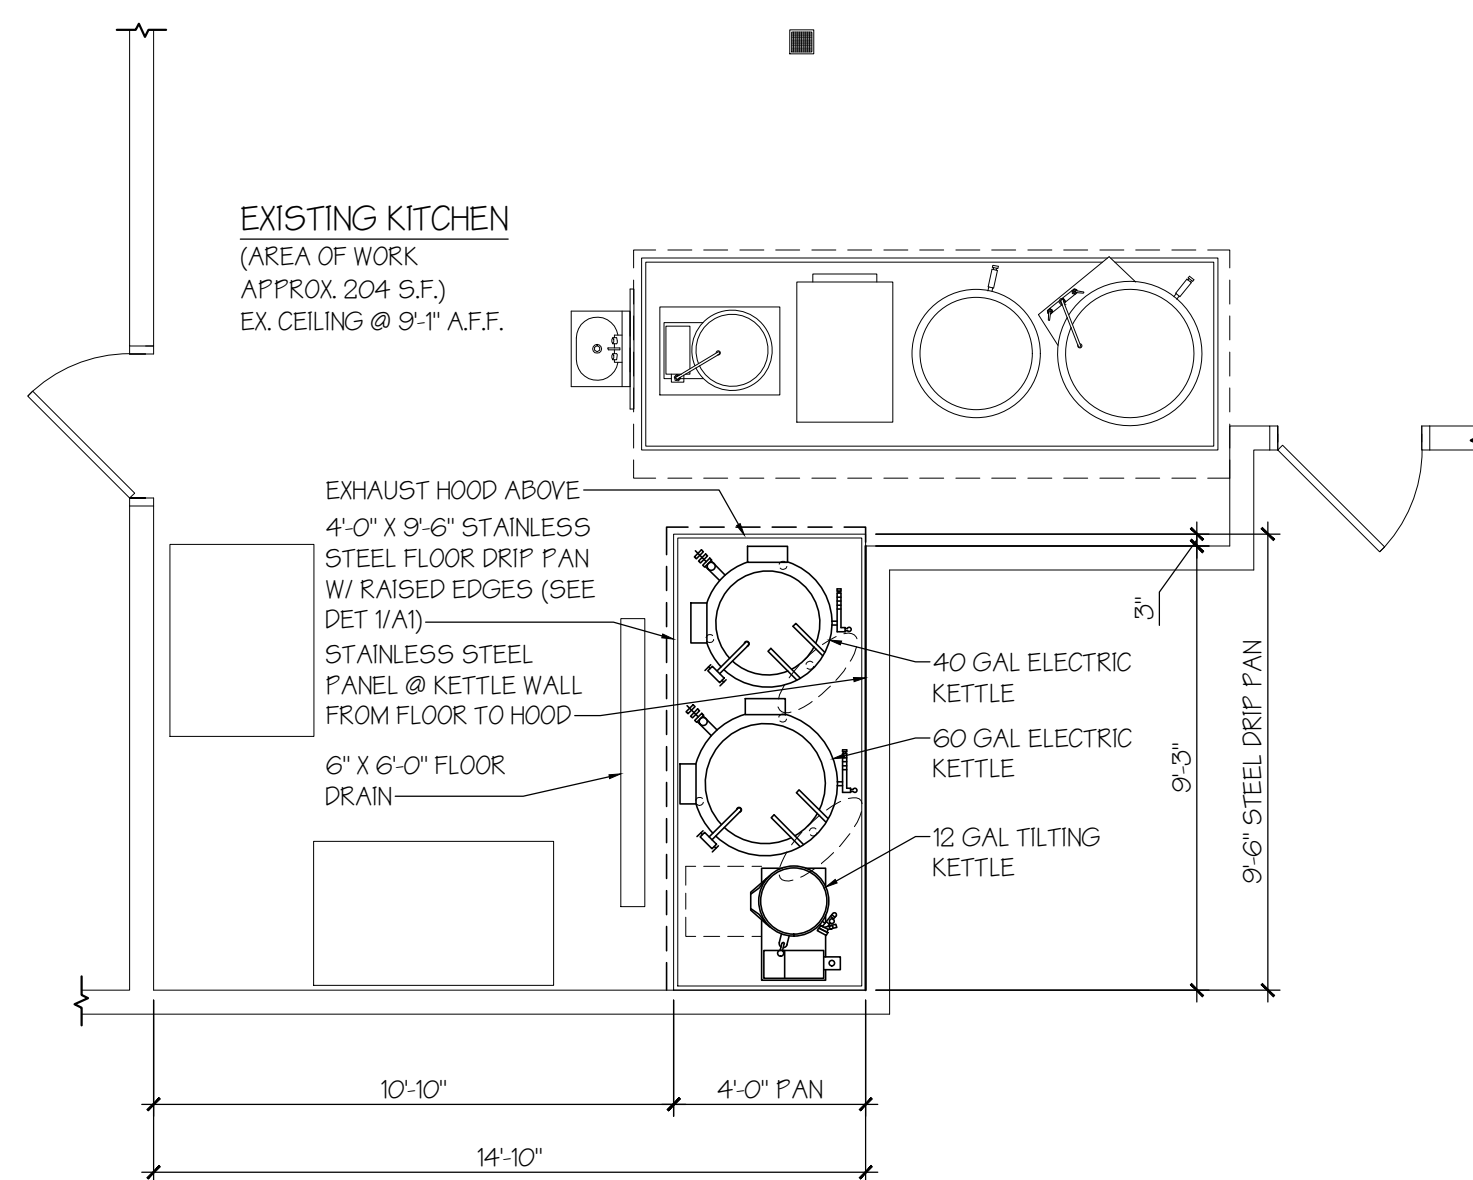 EXISTING KITCHEN
(AREA OF WORK
APPROX. 204 S.F.)
EX. CEILING @ 9'-1" A.F.F.
EXHAUST HOOD ABOVE
4'-0" X 9'-6" STAINLESS
STEEL FLOOR DRIP PAN
W/ RAISED EDGES (SEE
DET 1/A1)
STAINLESS STEEL
PANEL @ KETTLE WALL
FROM FLOOR TO HOOD
6" X 6'-0" FLOOR
DRAIN
40 GAL ELECTRIC
KETTLE
60 GAL ELECTRIC
KETTLE
12 GAL TILTING
KETTLE
3"
9'-3"
9'-6" STEEL DRIP PAN
10'-10"
4'-0" PAN
14'-10"